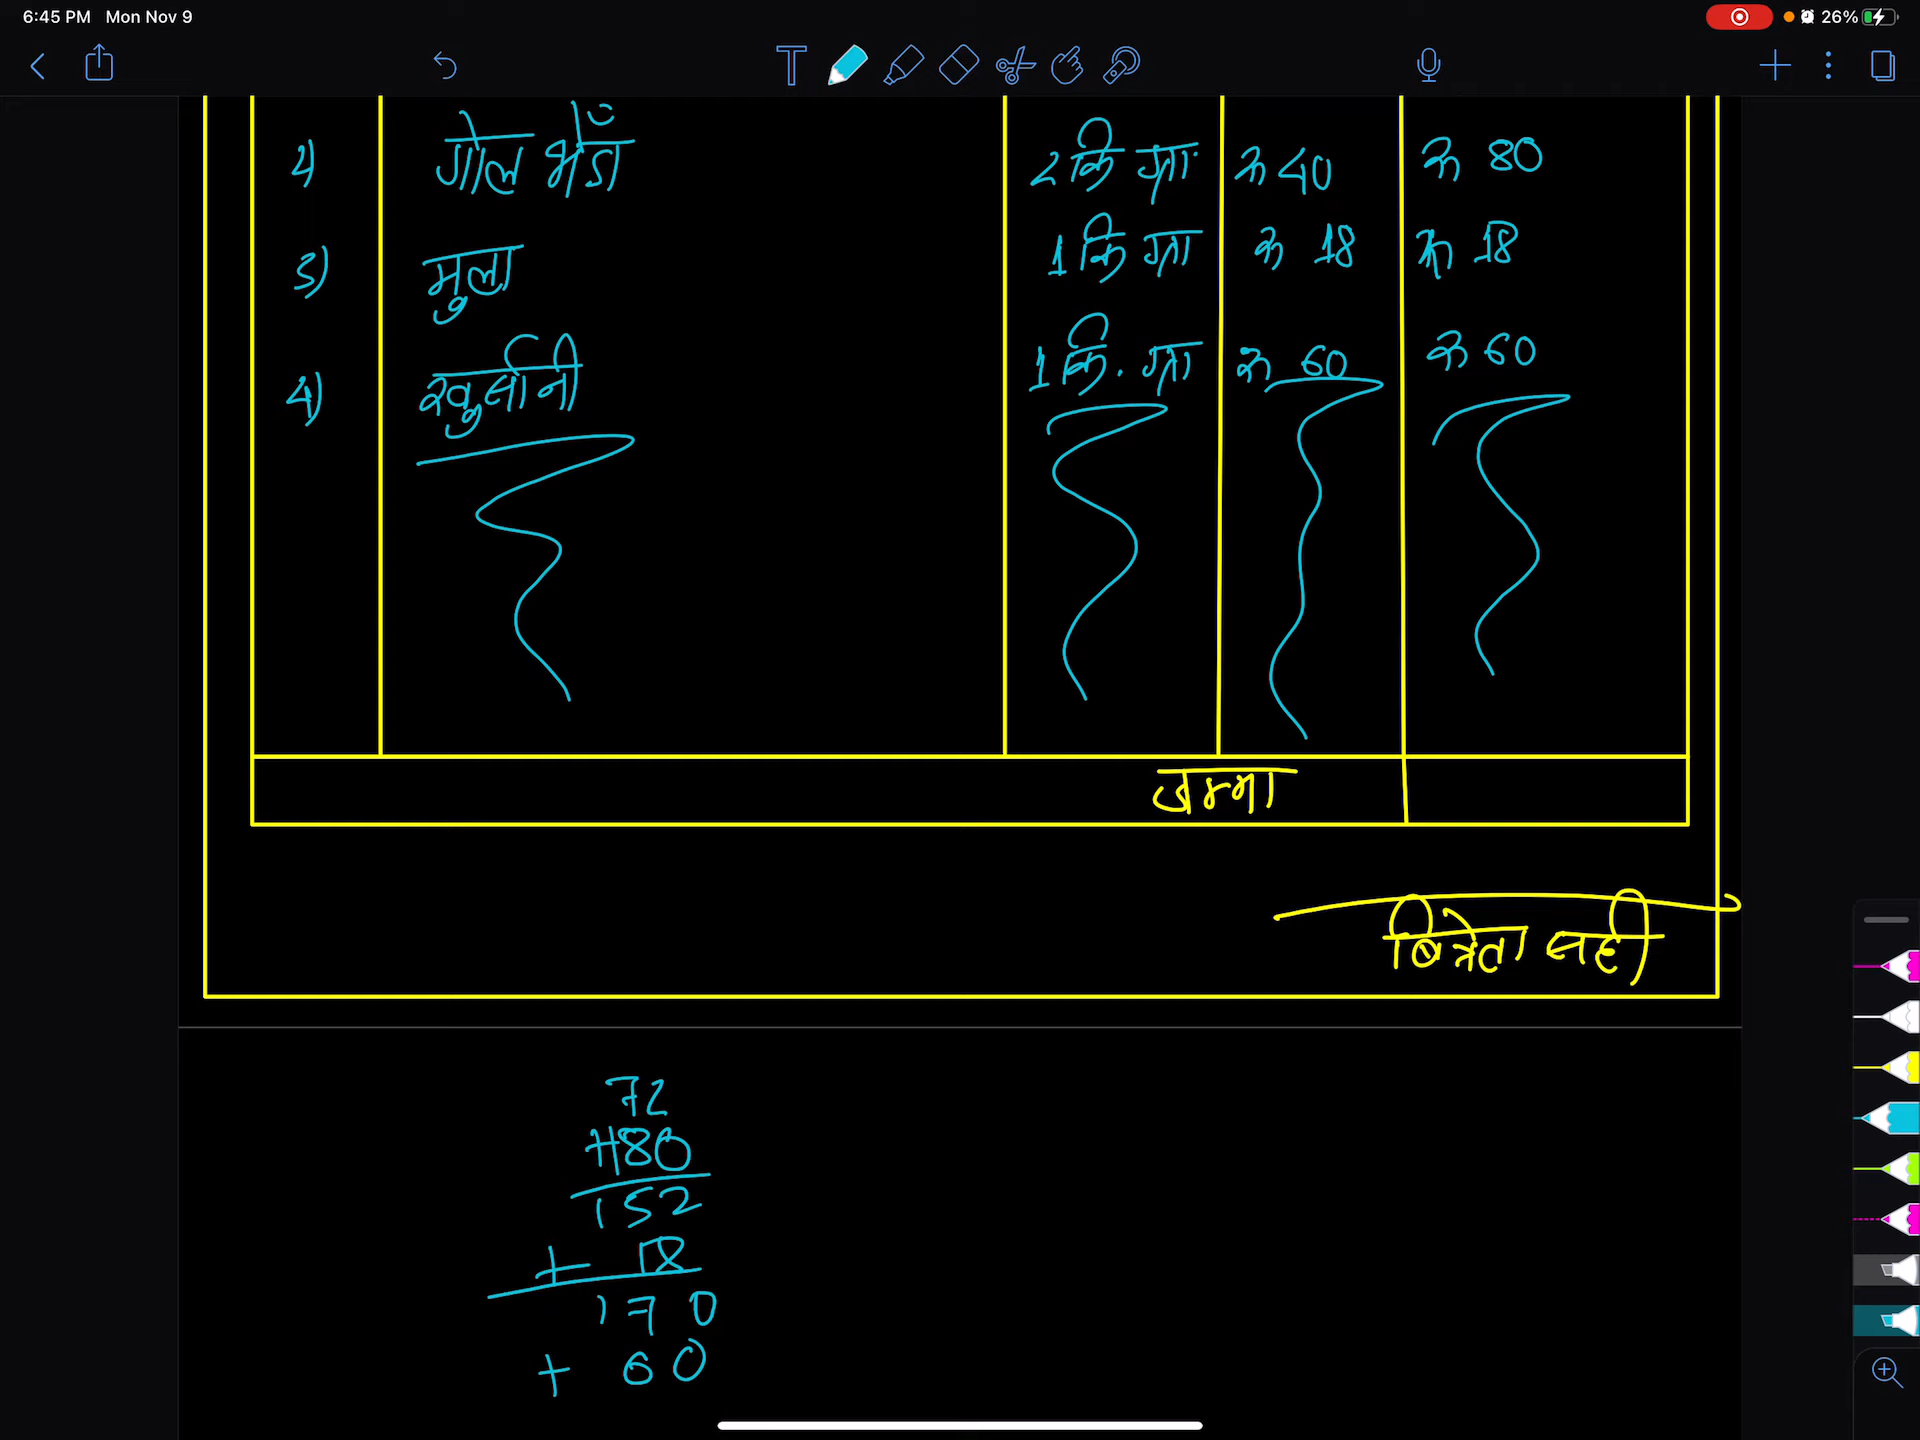 6:45 PM Mon Nov 9
26%
२) गोल भेंडा 2 कि ग्रा. रु 40 रु 80
3) मुला 1 कि ग्रा रु 18 रु 18
4) खुर्सानी 1 कि. ग्रा रु 60 रु 60
जम्मा
बिक्रेता सही
72
+80
152
+ 18
170
+ 60